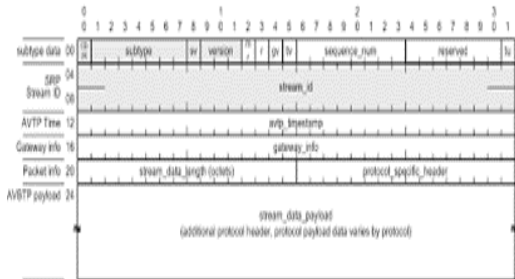 0 1 2 3
0 1 2 3 4 5 6 7 8 9 0 1 2 3 4 5 6 7 8 9 0 1 2 3 4 5 6 7 8 9 0 1
subtype data 00 subtype sv version r gv tv sequence_num reserved tu
SRP Stream ID 04 08 stream_id
AVTP Time 12 avtp_timestamp
Gateway info 16 gateway_info
Packet info 20 stream_data_length (octets) protocol_specific_header
AVBTP payload 24
stream_data_payload
(additional protocol header, protocol payload data varies by protocol)